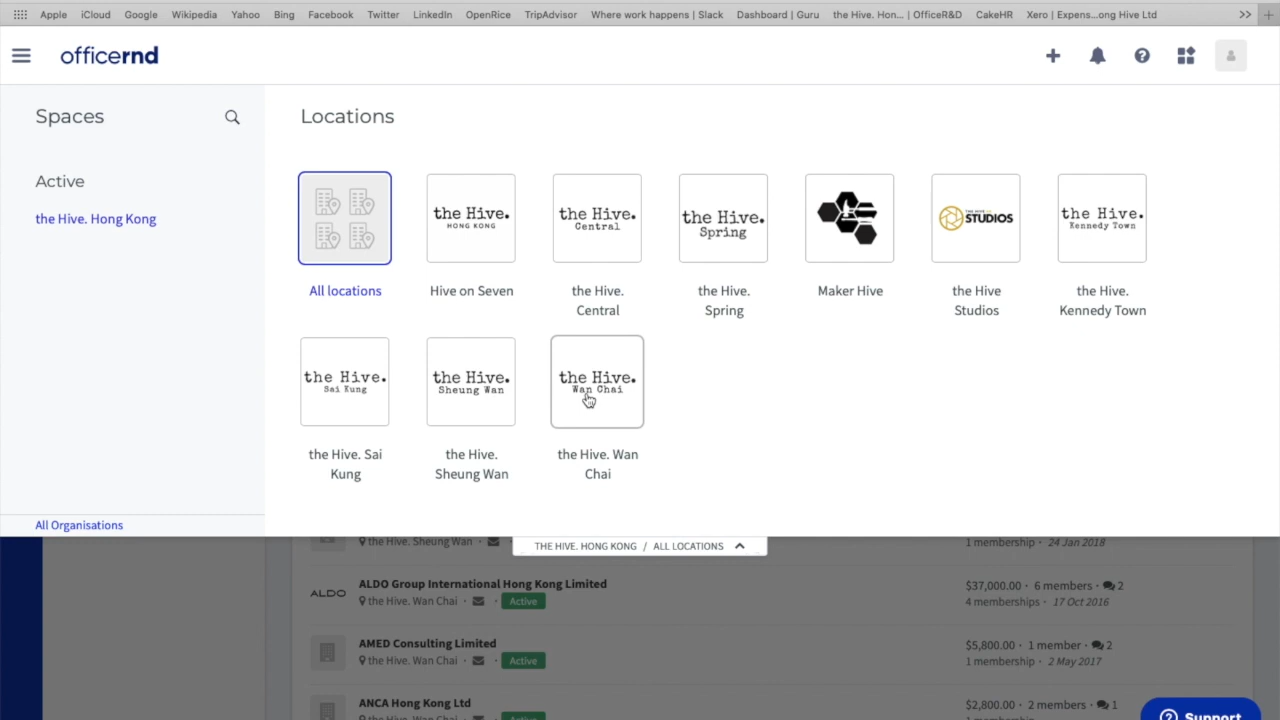 Apple iCloud Google Wikipedia Yahoo Bing Facebook Twitter LinkedIn OpenRice TripAdvisor Where work happens | Slack Dashboard | Guru the Hive. Hon... | OfficeR&D CakeHR Xero | Expens...ong Hive Ltd >> +
officernd
Spaces
Locations
Active
the Hive. Hong Kong
the Hive.
HONG KONG
the Hive.
Central
the Hive.
Spring
STUDIOS
the Hive.
Kennedy Town
All locations
Hive on Seven
the Hive.
Central
the Hive.
Spring
Maker Hive
the Hive
Studios
the Hive.
Kennedy Town
the Hive.
Sai Kung
the Hive.
Sheung Wan
the Hive.
Wan Chai
the Hive. Sai
Kung
the Hive.
Sheung Wan
the Hive. Wan
Chai
All Organisations
THE HIVE. HONG KONG / ALL LOCATIONS
the Hive. Sheung Wan ·
1 membership · 24 Jan 2018
ALDO
ALDO Group International Hong Kong Limited
$37,000.00 · 6 members · 2
the Hive. Wan Chai · · Active
4 memberships · 17 Oct 2016
AMED Consulting Limited
$5,800.00 · 1 member · 2
the Hive. Wan Chai · · Active
1 membership · 2 May 2017
ANCA Hong Kong Ltd
$2,800.00 · 2 members · 1
the Hive. Wan Chai · · Active
Support